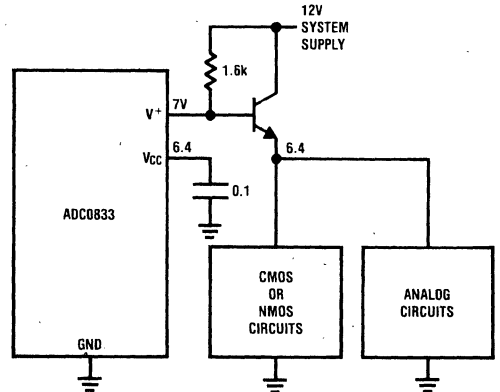 12V
SYSTEM
SUPPLY
1.6k
V+
7V
VCC
6.4
6.4
0.1
ADC0833
CMOS
OR
NMOS
CIRCUITS
ANALOG
CIRCUITS
GND